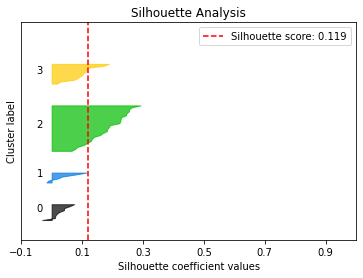 Silhouette Analysis
Silhouette score: 0.119
Cluster label
3
2
1
0
-0.1
0.1
0.3
0.5
0.7
0.9
Silhouette coefficient values